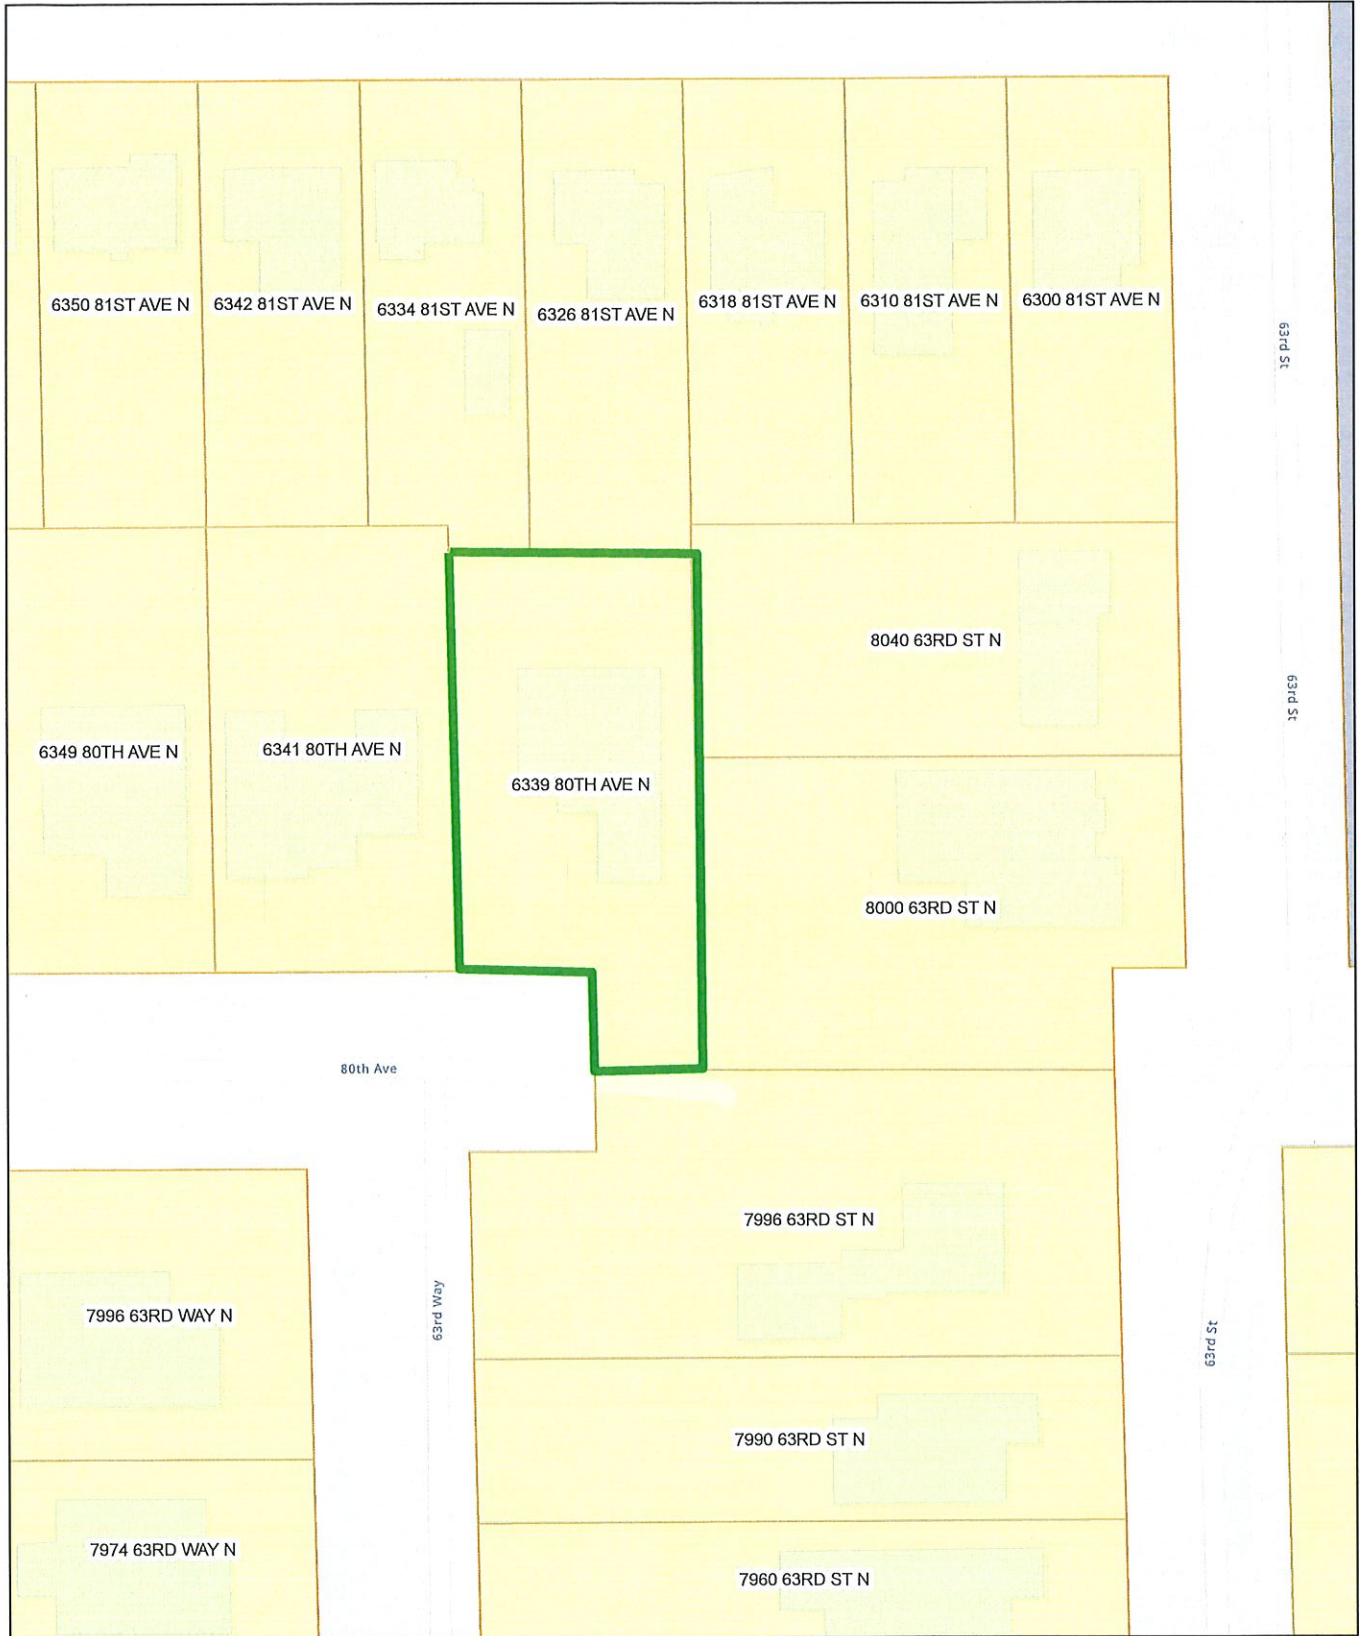 6350 81ST AVE N
6342 81ST AVE N
6334 81ST AVE N
6326 81ST AVE N
6318 81ST AVE N
6310 81ST AVE N
6300 81ST AVE N
63rd St
8040 63RD ST N
63rd St
6349 80TH AVE N
6341 80TH AVE N
6339 80TH AVE N
8000 63RD ST N
80th Ave
7996 63RD ST N
7996 63RD WAY N
63rd Way
63rd St
7990 63RD ST N
7974 63RD WAY N
7960 63RD ST N